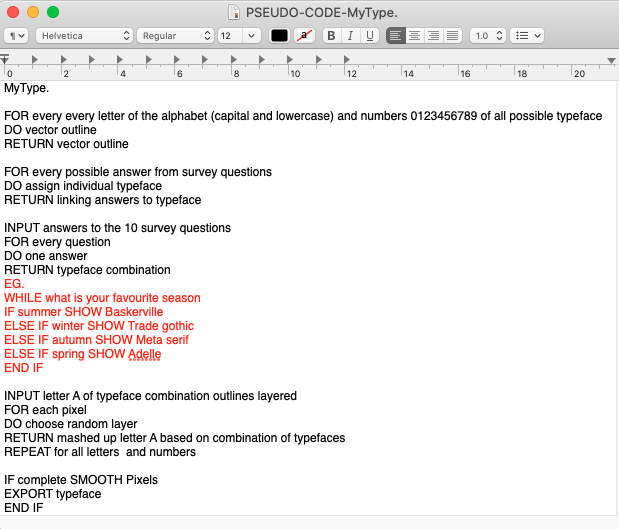 PSEUDO-CODE-MyType.
¶ Helvetica Regular 12 a B I U 1.0
0 2 4 6 8 10 12 14 16 18 20
MyType.
FOR every every letter of the alphabet (capital and lowercase) and numbers 0123456789 of all possible typeface
DO vector outline
RETURN vector outline
FOR every possible answer from survey questions
DO assign individual typeface
RETURN linking answers to typeface
INPUT answers to the 10 survey questions
FOR every question
DO one answer
RETURN typeface combination
EG.
WHILE what is your favourite season
IF summer SHOW Baskerville
ELSE IF winter SHOW Trade gothic
ELSE IF autumn SHOW Meta serif
ELSE IF spring SHOW Adelle
END IF
INPUT letter A of typeface combination outlines layered
FOR each pixel
DO choose random layer
RETURN mashed up letter A based on combination of typefaces
REPEAT for all letters  and numbers
IF complete SMOOTH Pixels
EXPORT typeface
END IF